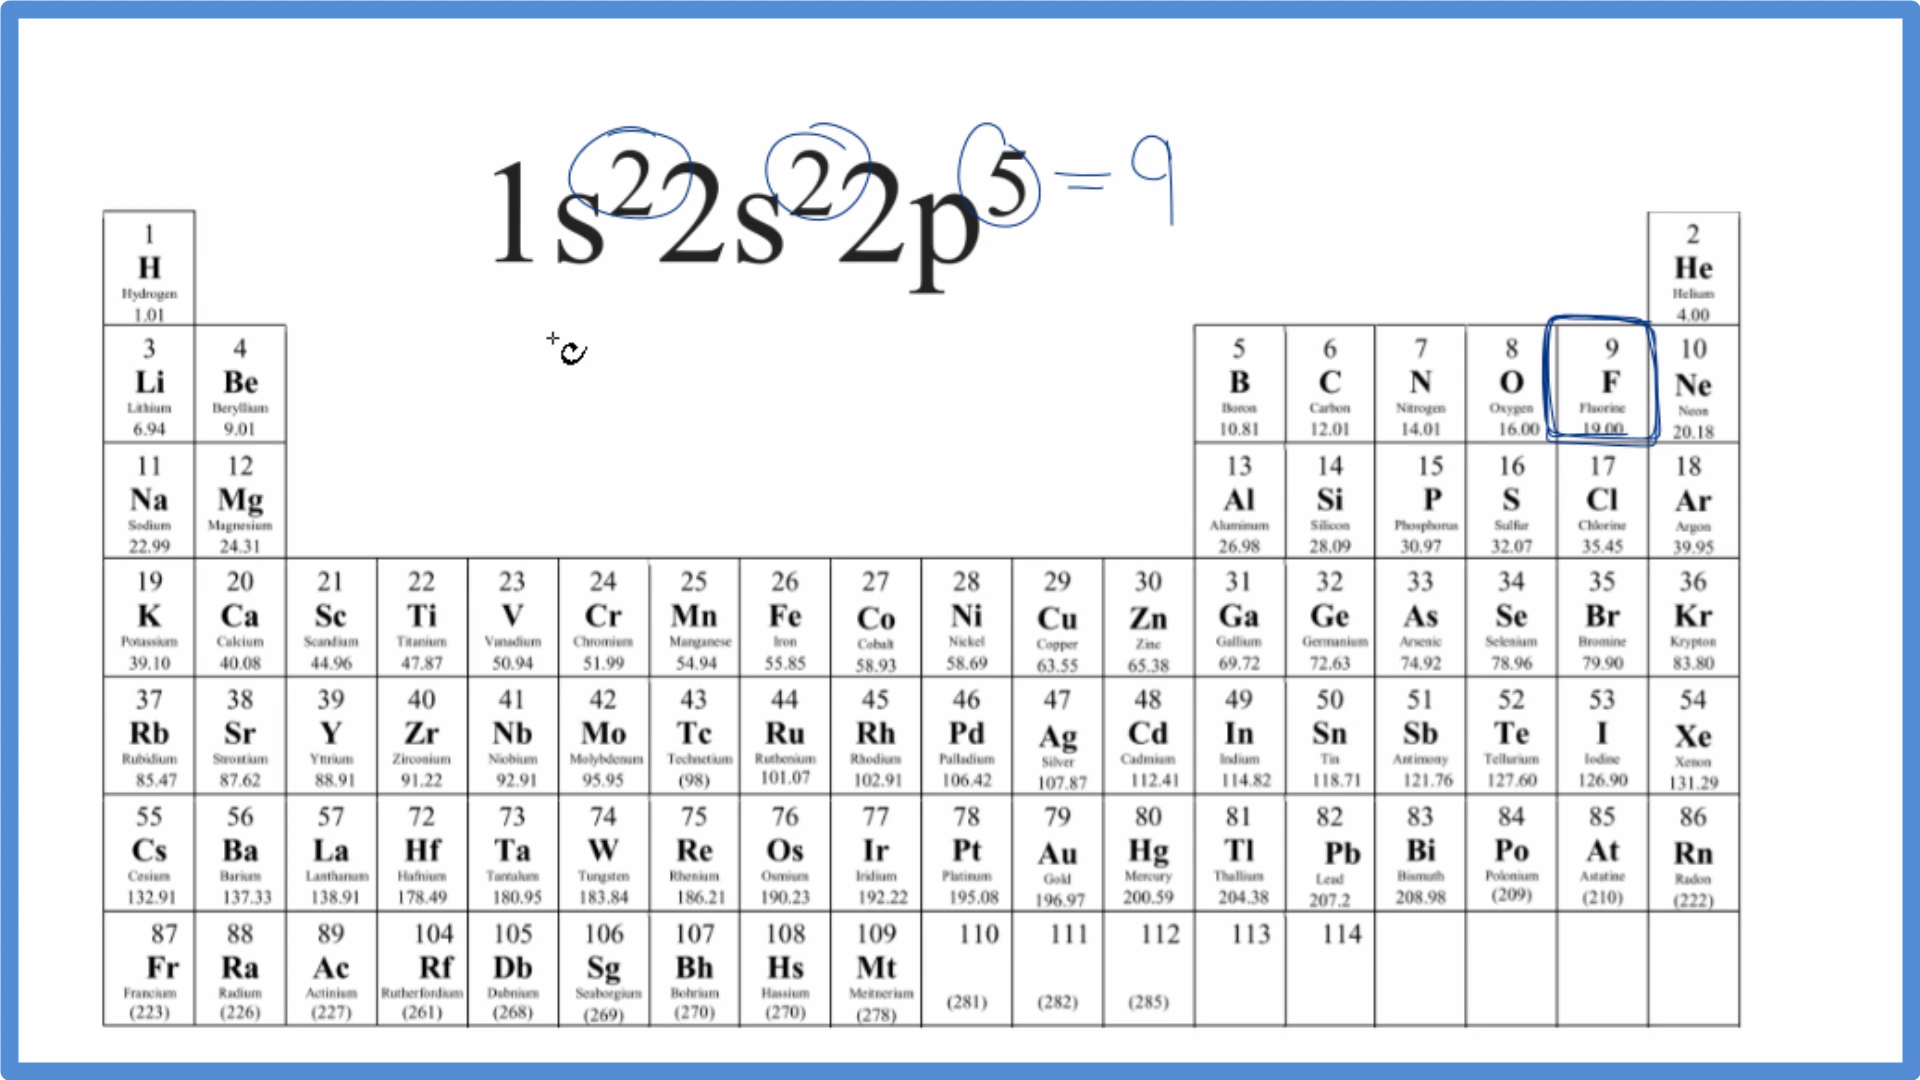 1s²2s²2p⁵ = 9
1 2
H He
Hydrogen Helium
1.01 4.00
3 4 5 6 7 8 9 10
Li Be B C N O F Ne
Lithium Beryllium Boron Carbon Nitrogen Oxygen Fluorine Neon
6.94 9.01 10.81 12.01 14.01 16.00 19.00 20.18
11 12 13 14 15 16 17 18
Na Mg Al Si P S Cl Ar
Sodium Magnesium Aluminum Silicon Phosphorus Sulfur Chlorine Argon
22.99 24.31 26.98 28.09 30.97 32.07 35.45 39.95
19 20 21 22 23 24 25 26 27 28 29 30 31 32 33 34 35 36
K Ca Sc Ti V Cr Mn Fe Co Ni Cu Zn Ga Ge As Se Br Kr
Potassium Calcium Scandium Titanium Vanadium Chromium Manganese Iron Cobalt Nickel Copper Zinc Gallium Germanium Arsenic Selenium Bromine Krypton
39.10 40.08 44.96 47.87 50.94 51.99 54.94 55.85 58.93 58.69 63.55 65.38 69.72 72.63 74.92 78.96 79.90 83.80
37 38 39 40 41 42 43 44 45 46 47 48 49 50 51 52 53 54
Rb Sr Y Zr Nb Mo Tc Ru Rh Pd Ag Cd In Sn Sb Te I Xe
Rubidium Strontium Yttrium Zirconium Niobium Molybdenum Technetium Ruthenium Rhodium Palladium Silver Cadmium Indium Tin Antimony Tellurium Iodine Xenon
85.47 87.62 88.91 91.22 92.91 95.95 (98) 101.07 102.91 106.42 107.87 112.41 114.82 118.71 121.76 127.60 126.90 131.29
55 56 57 72 73 74 75 76 77 78 79 80 81 82 83 84 85 86
Cs Ba La Hf Ta W Re Os Ir Pt Au Hg Tl Pb Bi Po At Rn
Cesium Barium Lanthanum Hafnium Tantalum Tungsten Rhenium Osmium Iridium Platinum Gold Mercury Thallium Lead Bismuth Polonium Astatine Radon
132.91 137.33 138.91 178.49 180.95 183.84 186.21 190.23 192.22 195.08 196.97 200.59 204.38 207.2 208.98 (209) (210) (222)
87 88 89 104 105 106 107 108 109 110 111 112 113 114
Fr Ra Ac Rf Db Sg Bh Hs Mt
Francium Radium Actinium Rutherfordium Dubnium Seaborgium Bohrium Hassium Meitnerium
(223) (226) (227) (261) (268) (269) (270) (270) (278) (281) (282) (285)